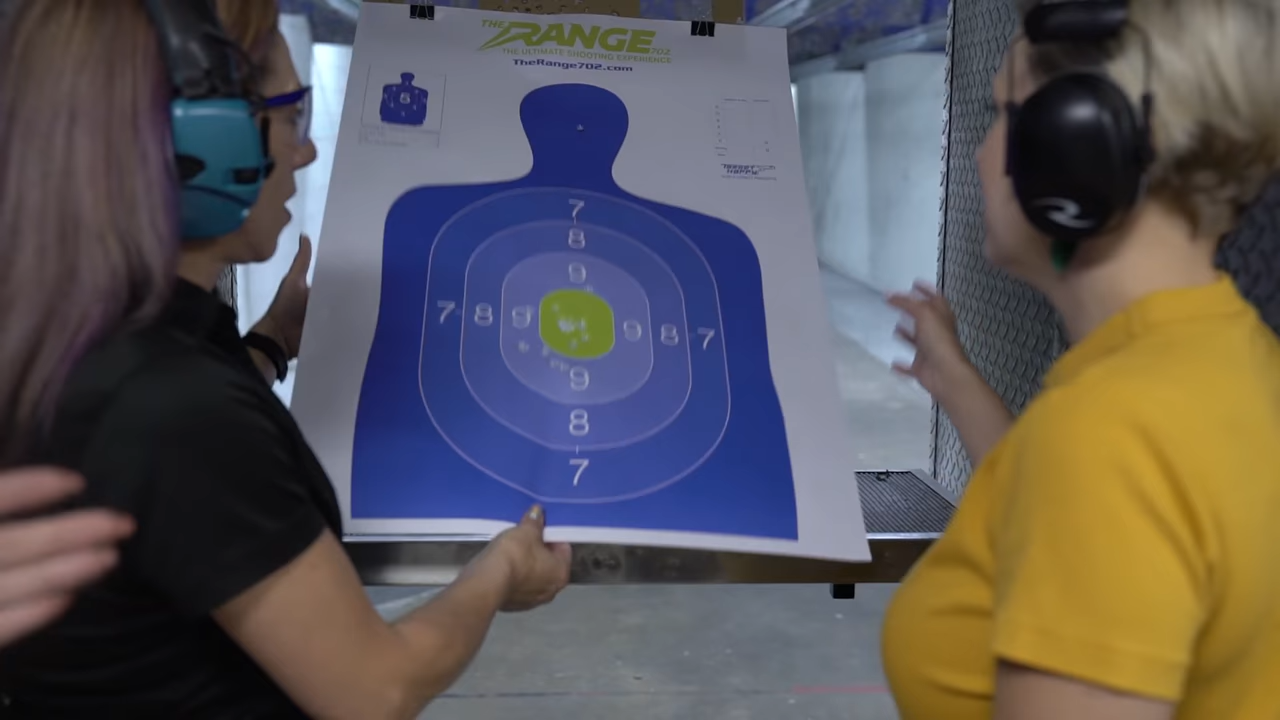 THE RANGE 702
THE ULTIMATE SHOOTING EXPERIENCE
TheRange702.com
7
8
9
7 8 9 9 8 7
9
8
7